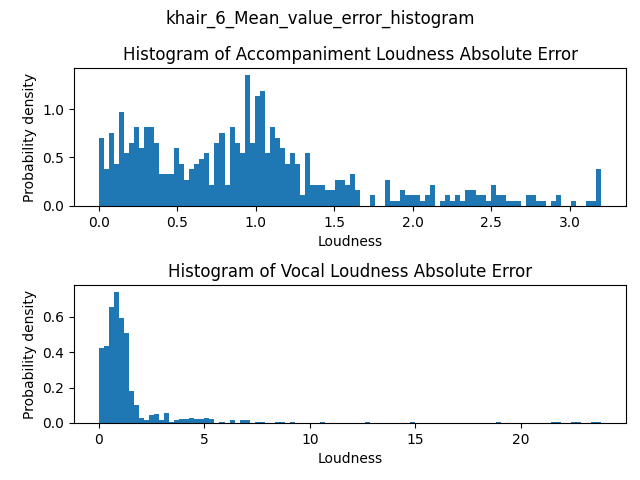 khair_6_Mean_value_error_histogram
Histogram of Accompaniment Loudness Absolute Error
Probability density
1.0
0.5
0.0
0.0 0.5 1.0 1.5 2.0 2.5 3.0
Loudness
Histogram of Vocal Loudness Absolute Error
Probability density
0.6
0.4
0.2
0.0
0 5 10 15 20
Loudness